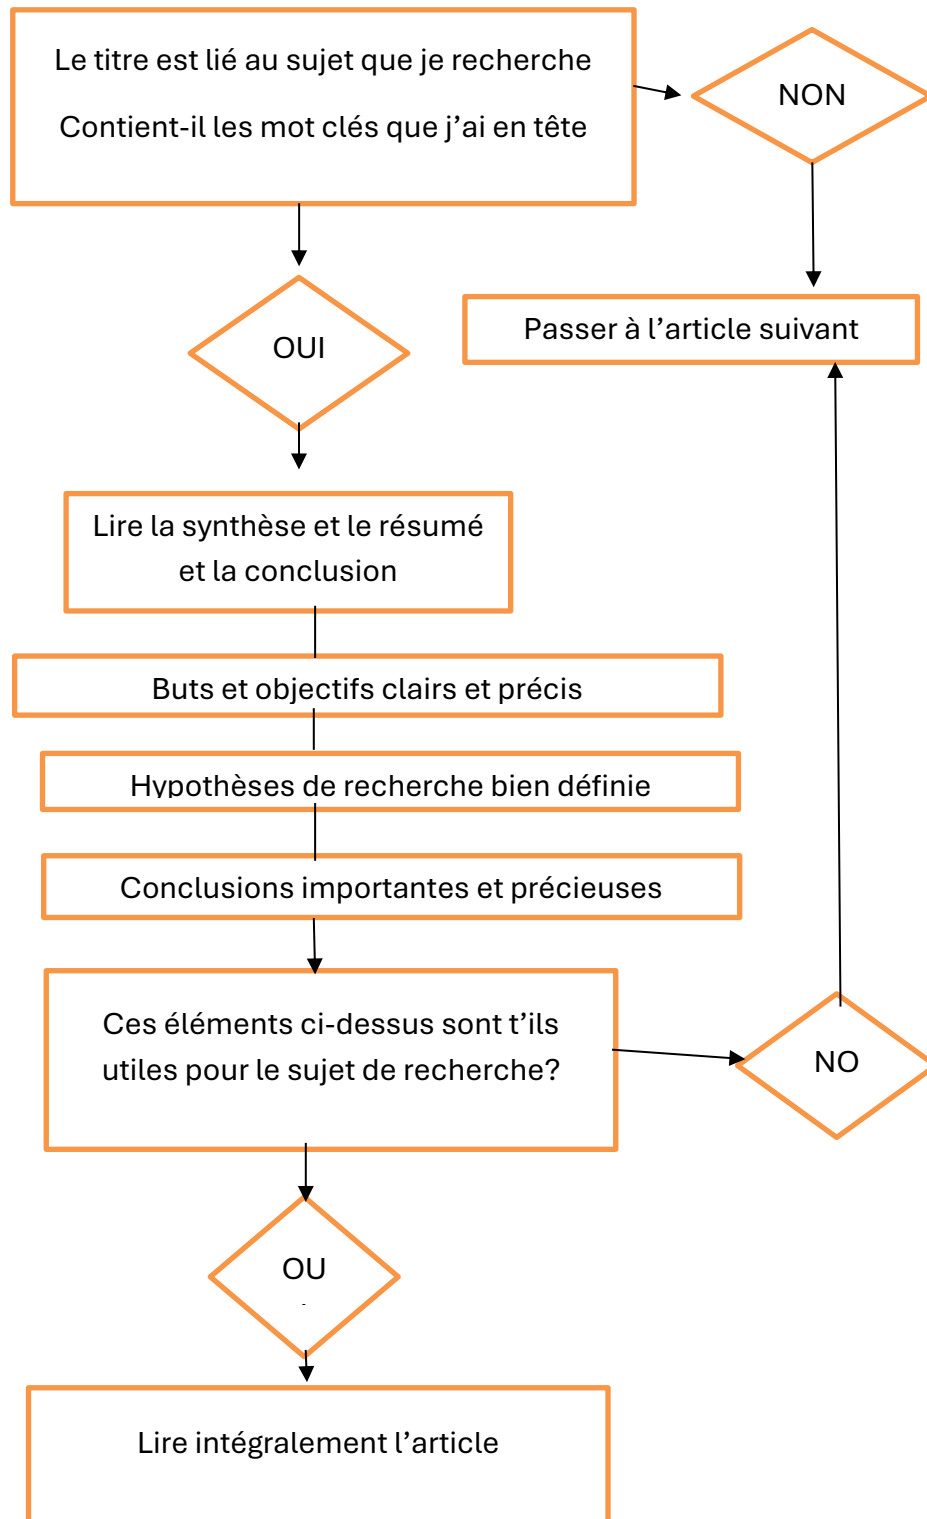 Le titre est lié au sujet que je recherche
Contient-il les mot clés que j’ai en tête
NON
OUI
Passer à l’article suivant
Lire la synthèse et le résumé
et la conclusion
Buts et objectifs clairs et précis
Hypothèses de recherche bien définie
Conclusions importantes et précieuses
Ces éléments ci-dessus sont t’ils
utiles pour le sujet de recherche?
NO
OU
Lire intégralement l’article